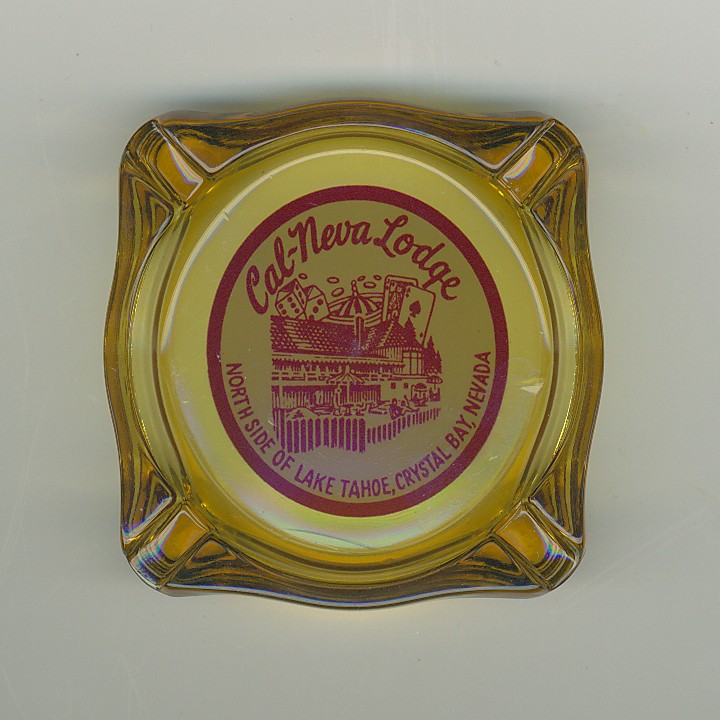 Cal-Neva Lodge
NORTH SIDE OF LAKE TAHOE, CRYSTAL BAY, NEVADA